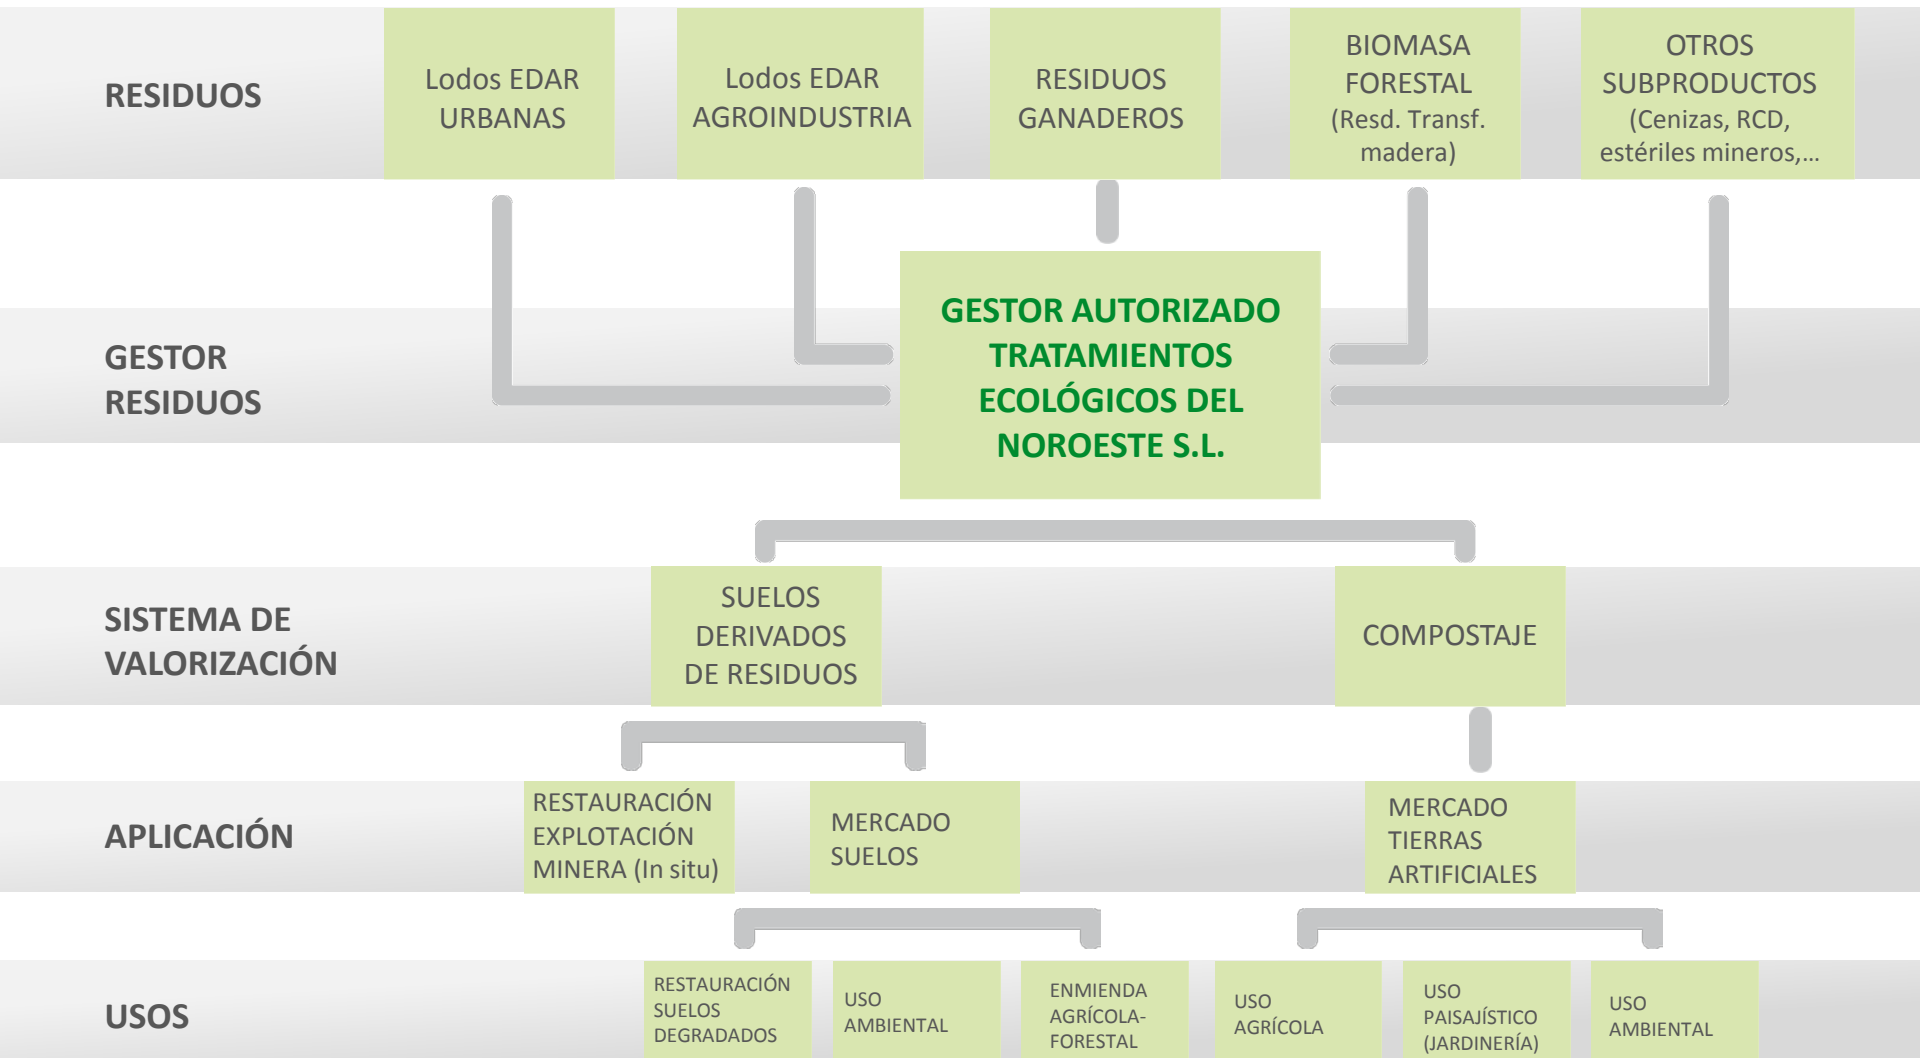 RESIDUOS
Lodos EDAR
URBANAS
Lodos EDAR
AGROINDUSTRIA
RESIDUOS
GANADEROS
BIOMASA
FORESTAL
(Resd. Transf.
madera)
OTROS
SUBPRODUCTOS
(Cenizas, RCD,
estériles mineros,...
GESTOR
RESIDUOS
GESTOR AUTORIZADO
TRATAMIENTOS
ECOLÓGICOS DEL
NOROESTE S.L.
SISTEMA DE
VALORIZACIÓN
SUELOS
DERIVADOS
DE RESIDUOS
COMPOSTAJE
APLICACIÓN
RESTAURACIÓN
EXPLOTACIÓN
MINERA (In situ)
MERCADO
SUELOS
MERCADO
TIERRAS
ARTIFICIALES
USOS
RESTAURACIÓN
SUELOS
DEGRADADOS
USO
AMBIENTAL
ENMIENDA
AGRÍCOLA-
FORESTAL
USO
AGRÍCOLA
USO
PAISAJÍSTICO
(JARDINERÍA)
USO
AMBIENTAL